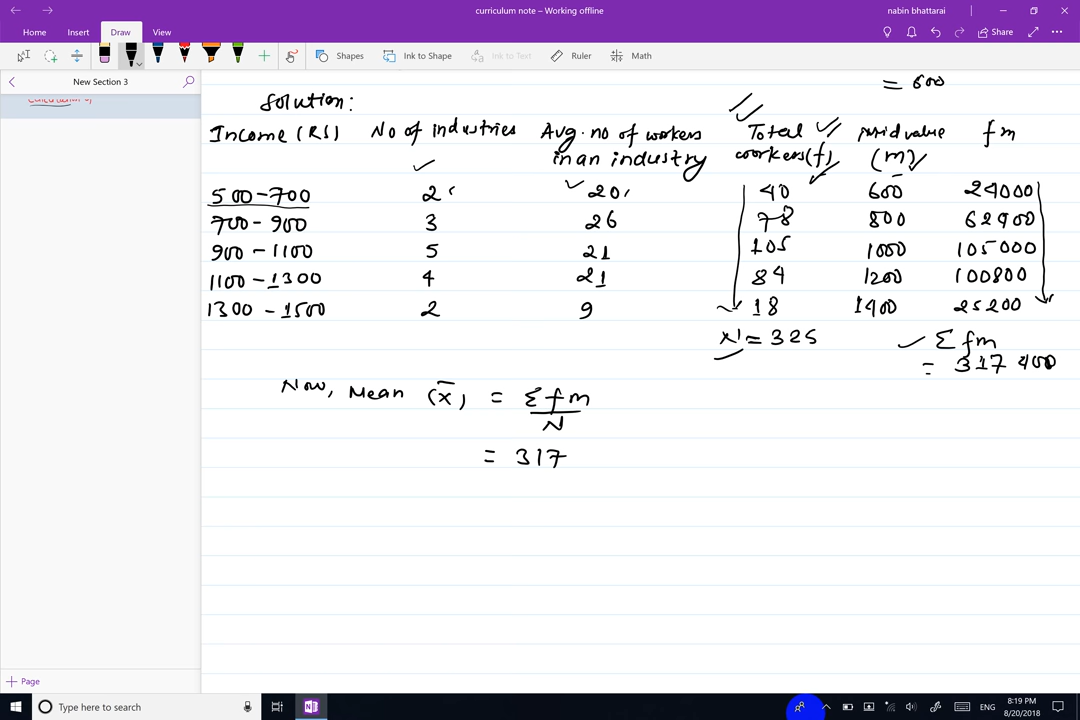 curriculum note – Working offline
nabin bhattarai
Home Insert Draw View
Share
Shapes
Ink to Shape
Ink to Text
Ruler
Math
New Section 3
= 600
Solution:
Income (RS) No of industries Avg. no of workers in an industry Total workers (f) mid value (m) fm
500-700 2 20 40 600 24000
700-900 3 26 78 800 62400
900-1100 5 21 105 1000 105000
1100-1300 4 21 84 1200 100800
1300-1500 2 9 18 1400 25200
N = 325 Σfm
= 317400
Now, Mean (x̄) = Σfm
N
= 317
+ Page
Type here to search
ENG
8:19 PM
8/20/2018